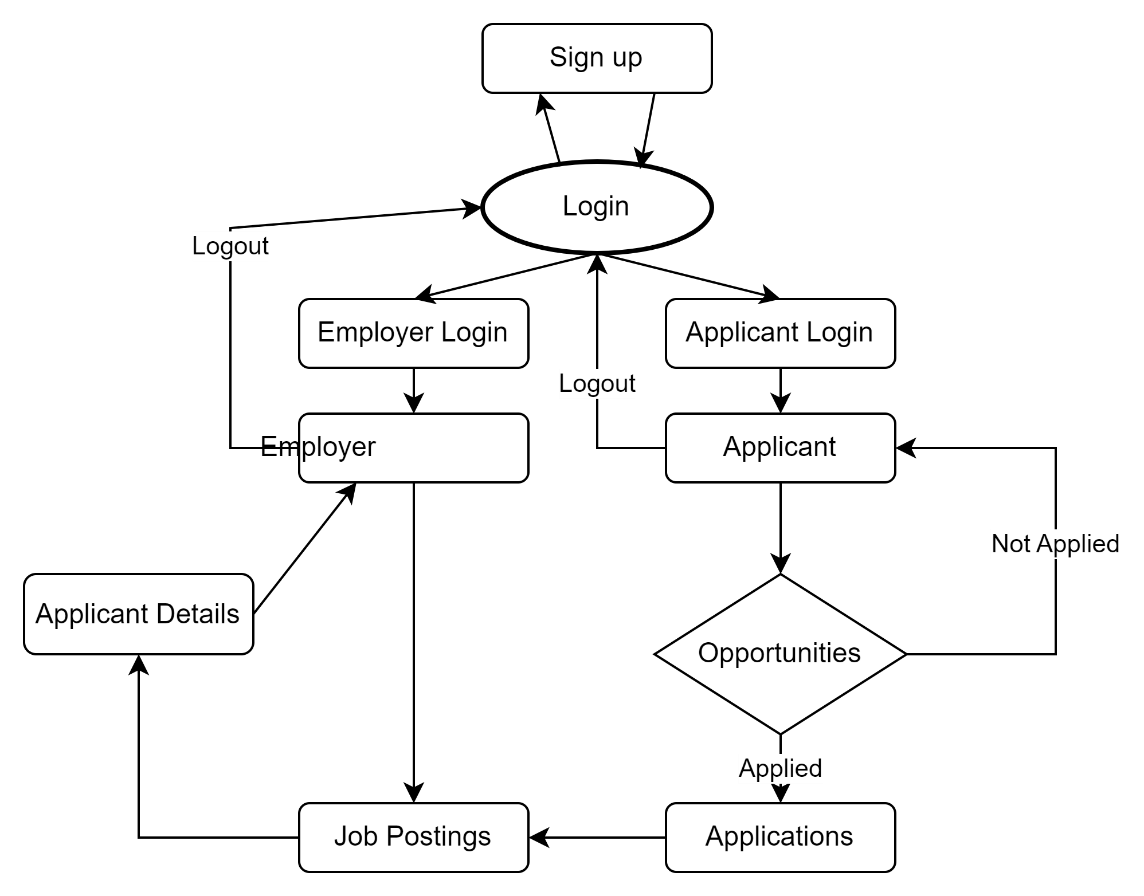 Sign up
Login
Logout
Employer Login
Applicant Login
Logout
Employer
Applicant
Not Applied
Applicant Details
Opportunities
Applied
Job Postings
Applications